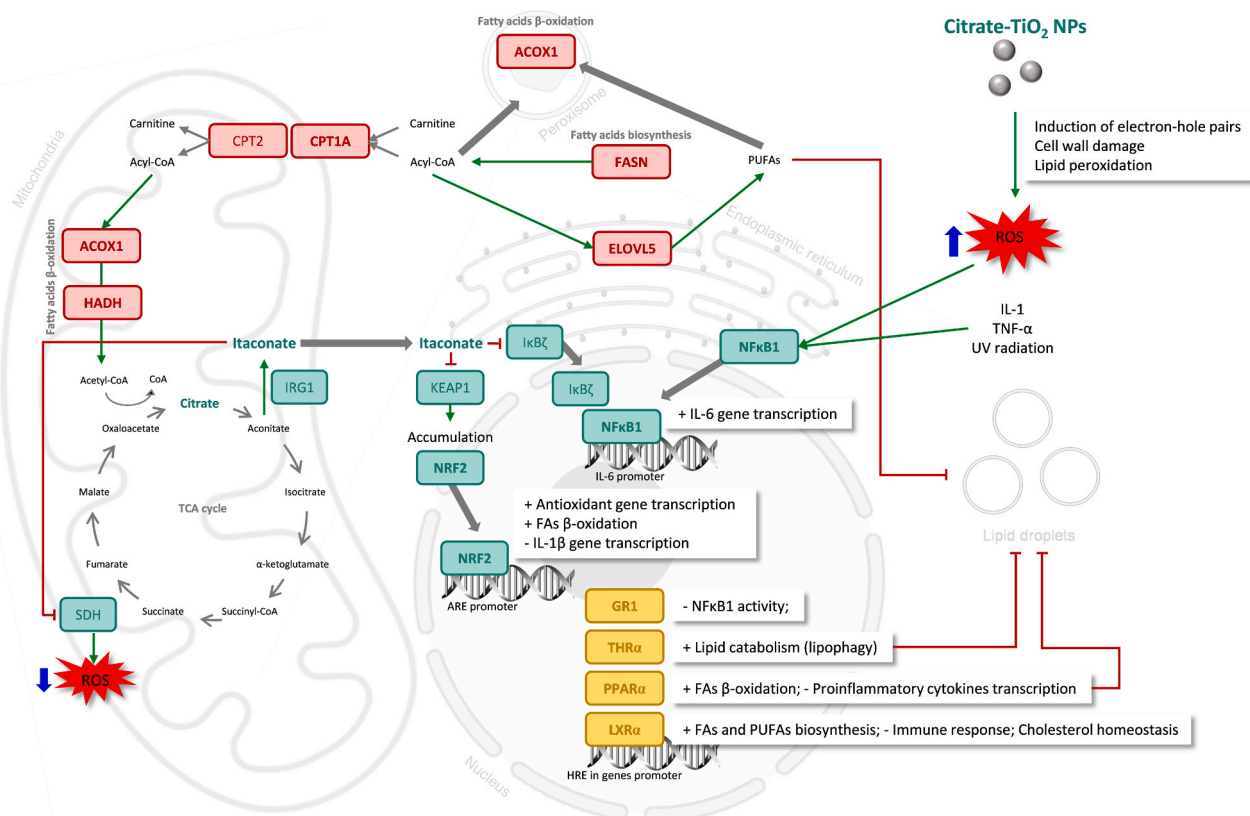 Fatty acids β-oxidation
ACOX1
Peroxisome
Citrate-TiO2 NPs
Induction of electron-hole pairs
Cell wall damage
Lipid peroxidation
Mitochondria
Carnitine
Acyl-CoA
CPT2
CPT1A
Carnitine
Acyl-CoA
Fatty acids biosynthesis
FASN
PUFAs
ELOVL5
Endoplasmic reticulum
ROS
IL-1
TNF-α
UV radiation
Fatty acids β-oxidation
ACOX1
HADH
Itaconate
Itaconate
IκBζ
NFκB1
IRG1
KEAP1
IκBζ
Acetyl-CoA
CoA
Citrate
Oxaloacetate
Aconitate
Accumulation
NRF2
NFκB1
+ IL-6 gene transcription
IL-6 promoter
Malate
Isocitrate
TCA cycle
+ Antioxidant gene transcription
+ FAs β-oxidation
- IL-1β gene transcription
Lipid droplets
Fumarate
α-ketoglutamate
NRF2
ARE promoter
SDH
Succinate
Succinyl-CoA
ROS
GR1
- NFκB1 activity;
THRα
+ Lipid catabolism (lipophagy)
PPARα
+ FAs β-oxidation; - Proinflammatory cytokines transcription
LXRα
+ FAs and PUFAs biosynthesis; - Immune response; Cholesterol homeostasis
HRE in genes promoter
Nucleus